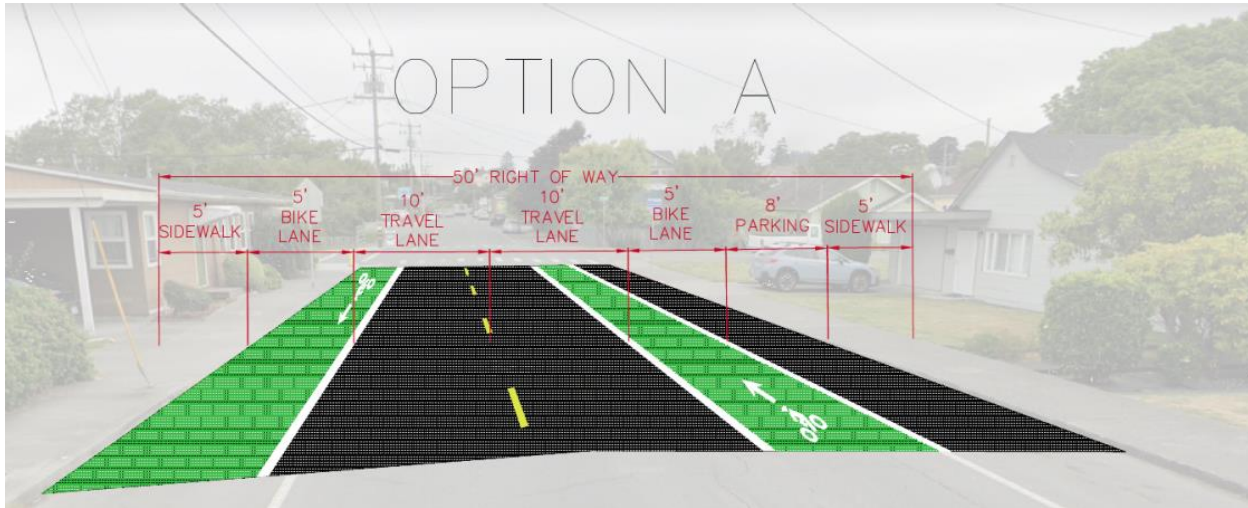 OPTION A
50' RIGHT OF WAY
5'
SIDEWALK
5'
BIKE
LANE
10'
TRAVEL
LANE
10'
TRAVEL
LANE
5'
BIKE
LANE
8'
PARKING
5'
SIDEWALK